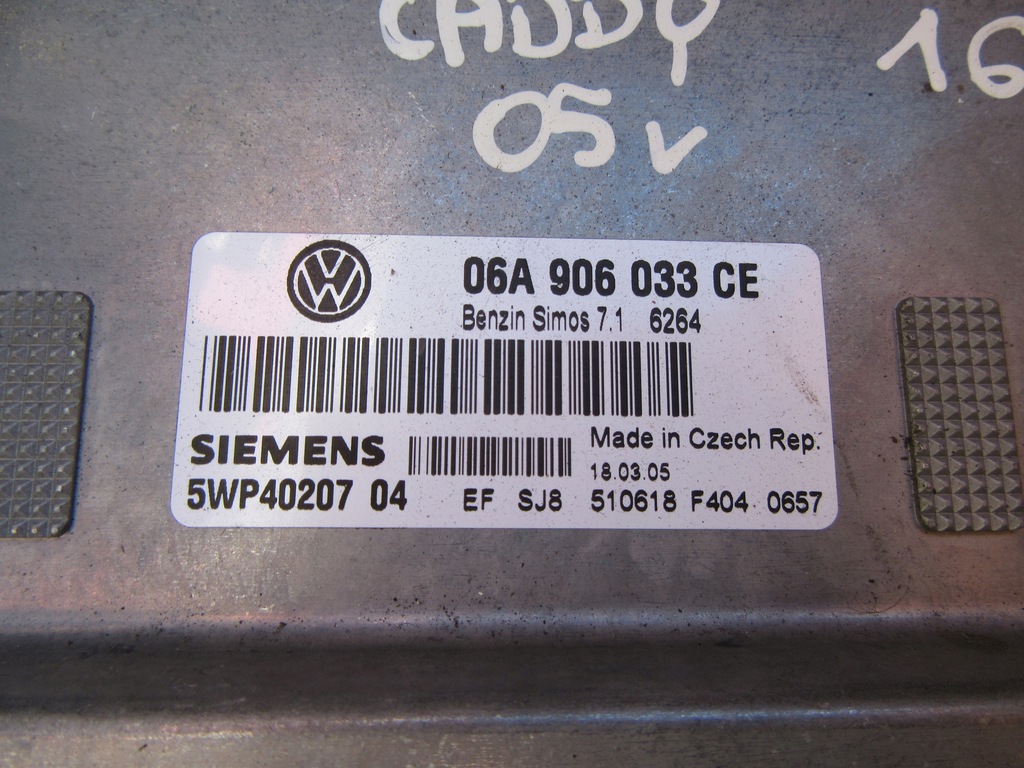 CADDY
16
05 v
VW
06A 906 033 CE
Benzin Simos 7.1 6264
SIEMENS
Made in Czech Rep.
18.03.05
5WP40207 04
EF SJ8 510618 F404 0657